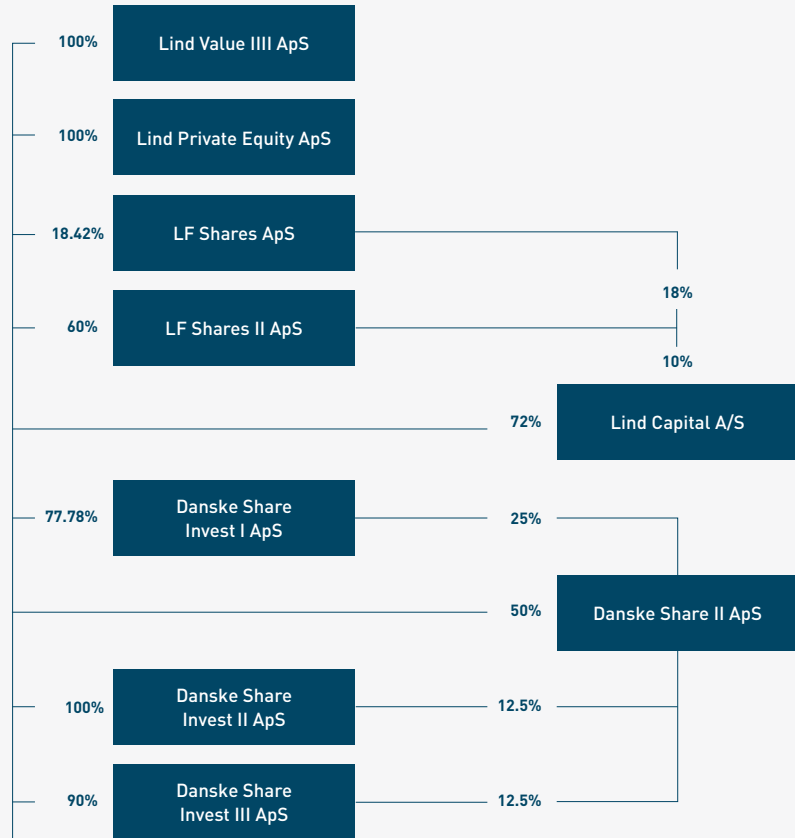 100%
Lind Value IIII ApS
100%
Lind Private Equity ApS
18.42%
LF Shares ApS
18%
60%
LF Shares II ApS
10%
72%
Lind Capital A/S
77.78%
Danske Share
Invest I ApS
25%
50%
Danske Share II ApS
100%
Danske Share
Invest II ApS
12.5%
90%
Danske Share
Invest III ApS
12.5%